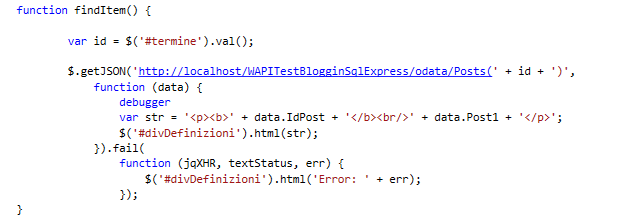 function findItem() {
var id = $('#termine').val();
$.getJSON('http://localhost/WAPITestBlogginSqlExpress/odata/Posts(' + id + ')',
function (data) {
debugger
var str = '<p><b>' + data.IdPost + '</b><br/>' + data.Post1 + '</p>';
$('#divDefinizioni').html(str);
}).fail(
function (jqXHR, textStatus, err) {
$('#divDefinizioni').html('Error: ' + err);
});
}